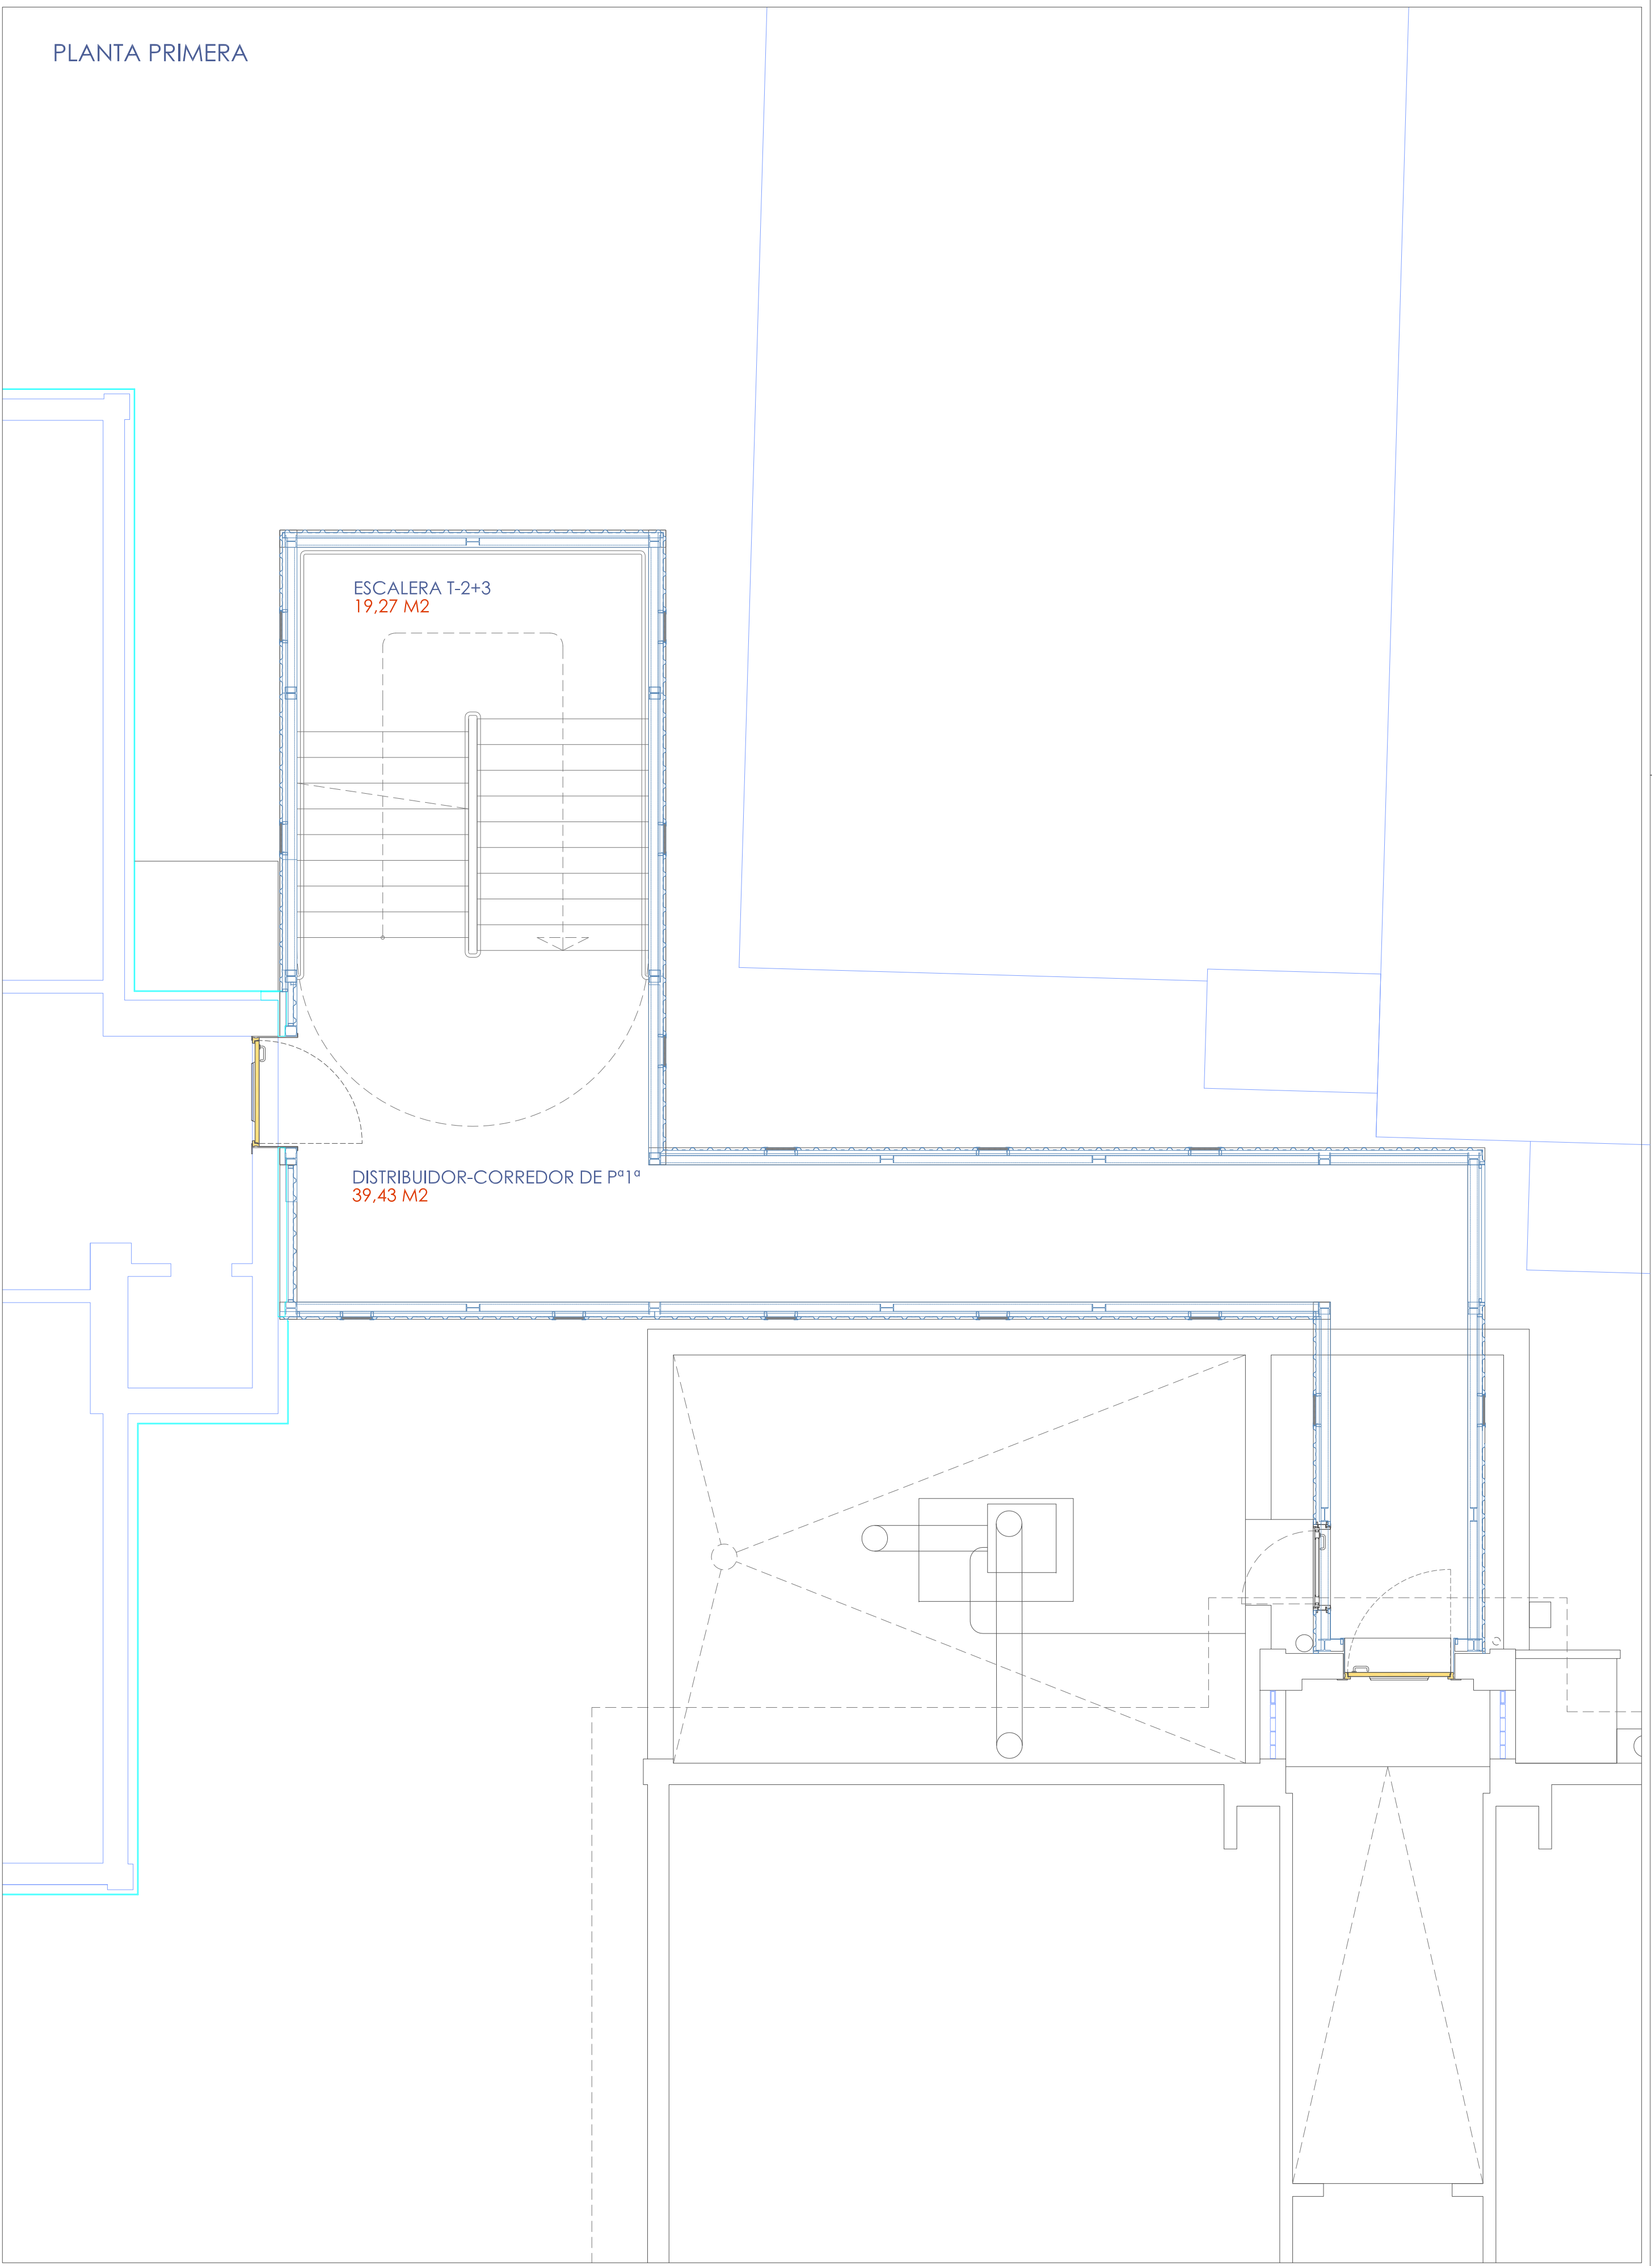 PLANTA PRIMERA
ESCALERA T-2+3
19,27 M2
DISTRIBUIDOR-CORREDOR DE Pª1ª
39,43 M2